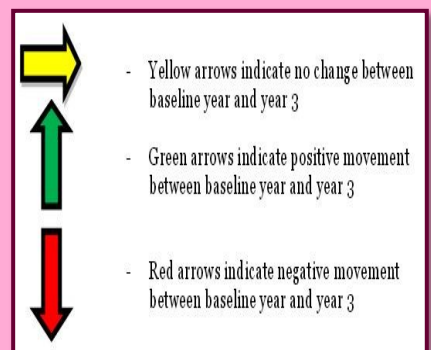 - Yellow arrows indicate no change between
baseline year and year 3
- Green arrows indicate positive movement
between baseline year and year 3
- Red arrows indicate negative movement
between baseline year and year 3